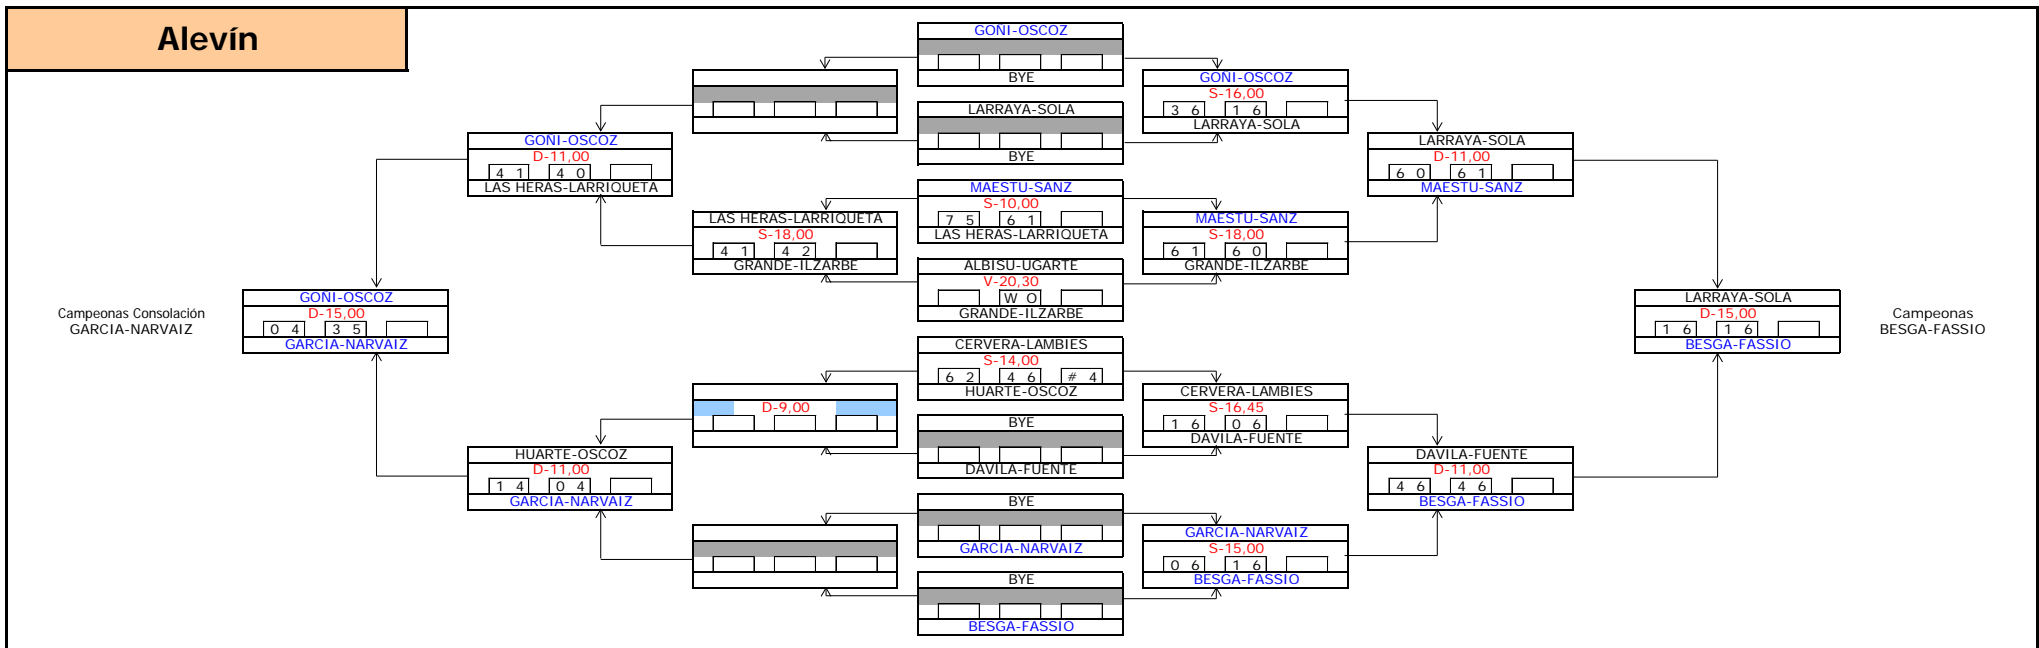 Alevín
GOÑI-OSCOZ
BYE
LARRAYA-SOLA
BYE
MAESTU-SANZ
S-10,00
7 5 6 1
LAS HERAS-LARRIQUETA
ALBISU-UGARTE
V-20,30
W O
GRANDE-ILZARBE
CERVERA-LAMBIES
S-14,00
6 2 4 6 # 4
HUARTE-OSCOZ
BYE
DAVILA-FUENTE
BYE
GARCIA-NARVAIZ
BYE
BESGA-FASSIO
GOÑI-OSCOZ
S-16,00
3 6 1 6
LARRAYA-SOLA
MAESTU-SANZ
S-18,00
6 1 6 0
GRANDE-ILZARBE
CERVERA-LAMBIES
S-16,45
1 6 0 6
DAVILA-FUENTE
GARCIA-NARVAIZ
S-15,00
0 6 1 6
BESGA-FASSIO
LARRAYA-SOLA
D-11,00
6 0 6 1
MAESTU-SANZ
DAVILA-FUENTE
D-11,00
4 6 4 6
BESGA-FASSIO
LARRAYA-SOLA
D-15,00
1 6 1 6
BESGA-FASSIO
Campeonas
BESGA-FASSIO
LAS HERAS-LARRIQUETA
S-18,00
4 1 4 2
GRANDE-ILZARBE
D-9,00
GOÑI-OSCOZ
D-11,00
4 1 4 0
LAS HERAS-LARRIQUETA
HUARTE-OSCOZ
D-11,00
1 4 0 4
GARCIA-NARVAIZ
GOÑI-OSCOZ
D-15,00
0 4 3 5
GARCIA-NARVAIZ
Campeonas Consolación
GARCIA-NARVAIZ